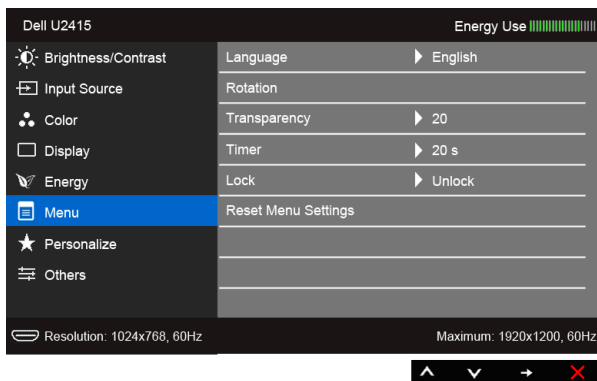 Dell U2415 Energy Use
Brightness/Contrast Language English
Input Source Rotation
Color Transparency 20
Display Timer 20 s
Energy Lock Unlock
Menu Reset Menu Settings
Personalize
Others
Resolution: 1024x768, 60Hz Maximum: 1920x1200, 60Hz